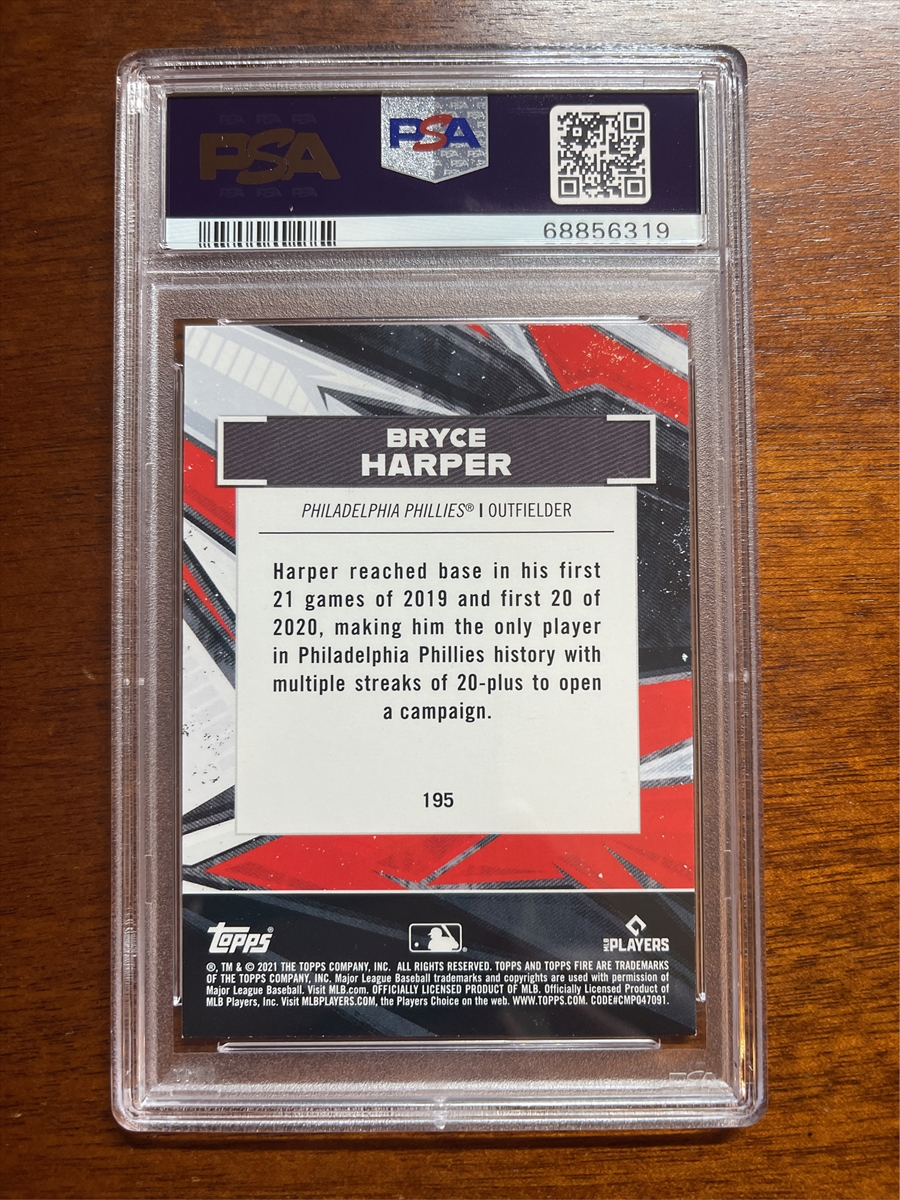 PSA
PSA
68856319
BRYCE
HARPER
PHILADELPHIA PHILLIES® | OUTFIELDER
Harper reached base in his first
21 games of 2019 and first 20 of
2020, making him the only player
in Philadelphia Phillies history with
multiple streaks of 20-plus to open
a campaign.
195
topps®
MLB PLAYERS
®, TM & © 2021 THE TOPPS COMPANY, INC. ALL RIGHTS RESERVED. TOPPS AND TOPPS FIRE ARE TRADEMARKS
OF THE TOPPS COMPANY, INC. Major League Baseball trademarks and copyrights are used with permission of
Major League Baseball. Visit MLB.com. OFFICIALLY LICENSED PRODUCT OF MLB. Officially Licensed Product of
MLB Players, Inc. Visit MLBPLAYERS.COM, the Players Choice on the web. WWW.TOPPS.COM. CODE#CMP047091.
PSA